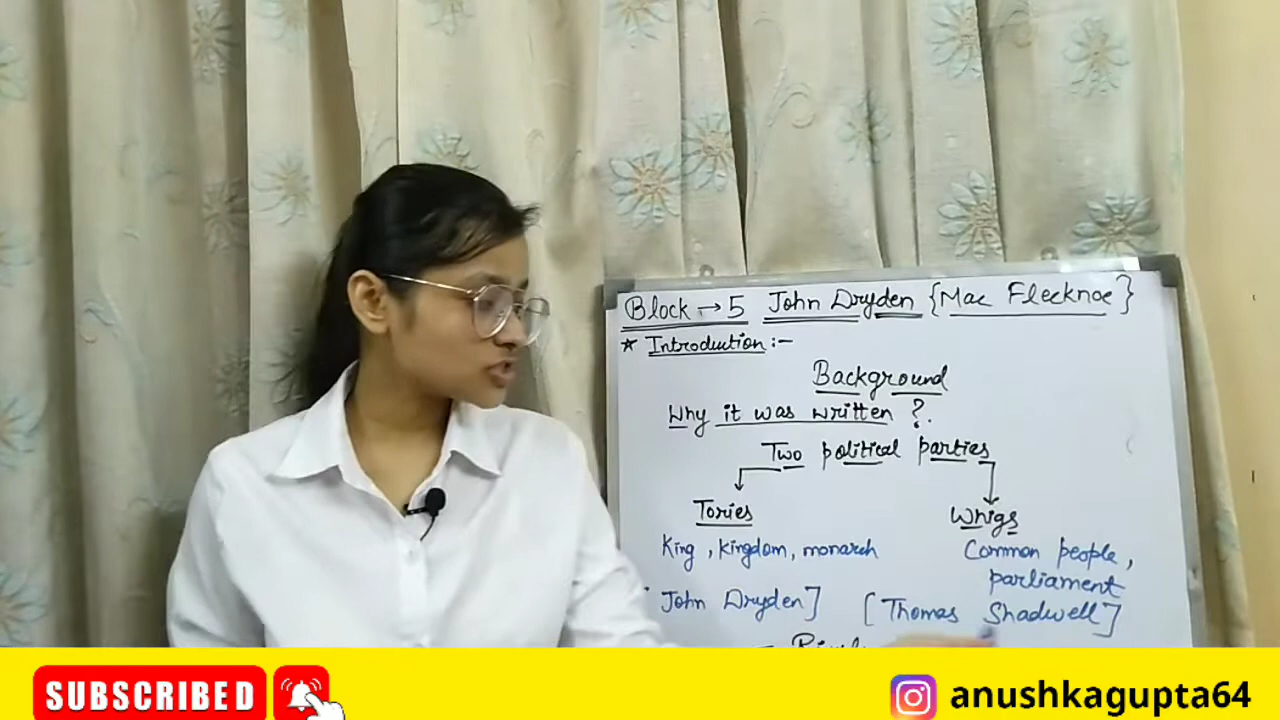 Block → 5 John Dryden {Mac Flecknoe}
* Introduction :-
Background
Why it was written ?
Two political parties
Tories Whigs
King , kingdom, monarch Common people ,
parliament
John Dryden] [Thomas Shadwell]
SUBSCRIBED anushkagupta64